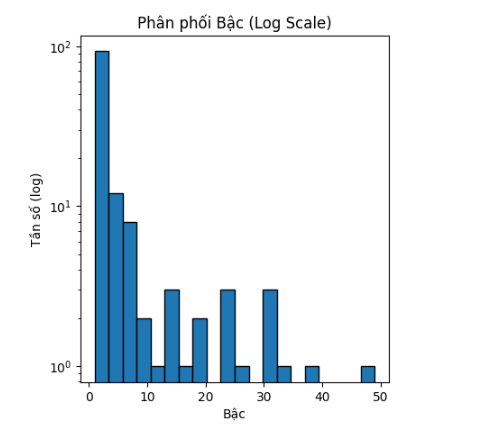 Phân phối Bậc (Log Scale)
10²
10¹
10⁰
Tần số (log)
0 10 20 30 40 50
Bậc